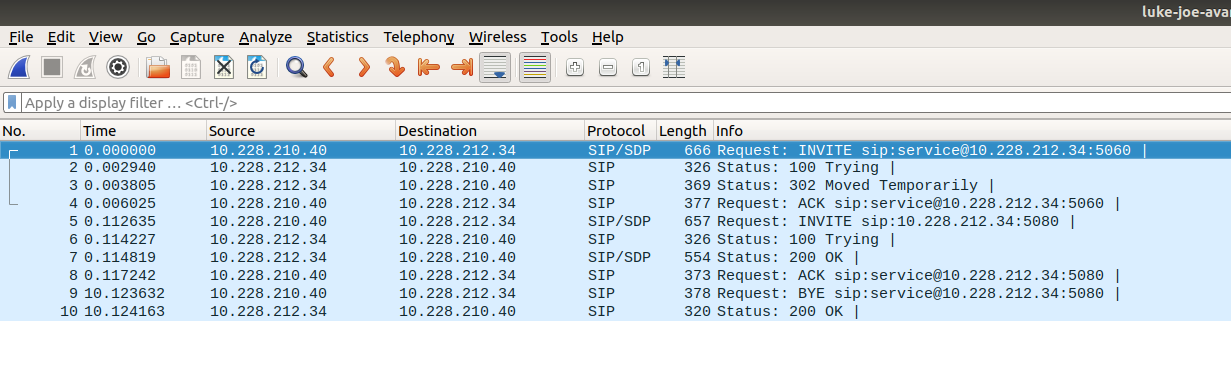 luke-joe-avar
File Edit View Go Capture Analyze Statistics Telephony Wireless Tools Help
Apply a display filter … <Ctrl-/>
No. Time Source Destination Protocol Length Info
1 0.000000 10.228.210.40 10.228.212.34 SIP/SDP 666 Request: INVITE sip:service@10.228.212.34:5060 |
2 0.002940 10.228.212.34 10.228.210.40 SIP 326 Status: 100 Trying |
3 0.003805 10.228.212.34 10.228.210.40 SIP 369 Status: 302 Moved Temporarily |
4 0.006025 10.228.210.40 10.228.212.34 SIP 377 Request: ACK sip:service@10.228.212.34:5060 |
5 0.112635 10.228.210.40 10.228.212.34 SIP/SDP 657 Request: INVITE sip:10.228.212.34:5080 |
6 0.114227 10.228.212.34 10.228.210.40 SIP 326 Status: 100 Trying |
7 0.114819 10.228.212.34 10.228.210.40 SIP/SDP 554 Status: 200 OK |
8 0.117242 10.228.210.40 10.228.212.34 SIP 373 Request: ACK sip:service@10.228.212.34:5080 |
9 10.123632 10.228.210.40 10.228.212.34 SIP 378 Request: BYE sip:service@10.228.212.34:5080 |
10 10.124163 10.228.212.34 10.228.210.40 SIP 320 Status: 200 OK |